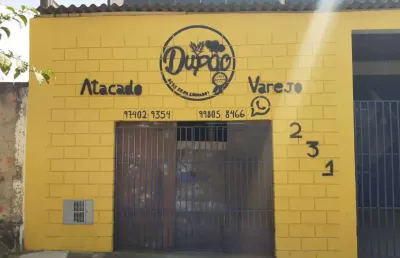 Dupão
Atacado
Varejo
97402 9354
99805 8466
231